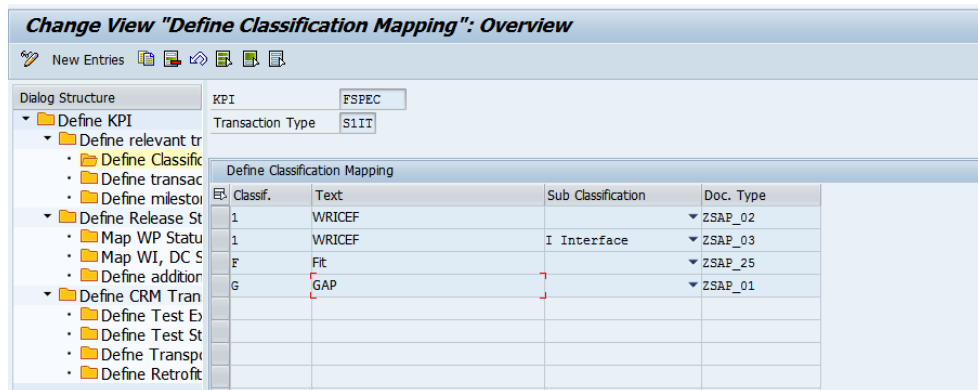 Change View "Define Classification Mapping": Overview
New Entries
Dialog Structure
Define KPI
Define relevant tr
Define Classific
Define transac
Define mileston
Define Release St
Map WP Statu
Map WI, DC S
Define addition
Define CRM Tran
Define Test Ex
Define Test St
Defne Transpo
Define Retrofit
KPI FSPEC
Transaction Type S1IT
Define Classification Mapping
Classif. Text Sub Classification Doc. Type
1 WRICEF ZSAP_02
1 WRICEF I Interface ZSAP_03
F Fit ZSAP_25
G GAP ZSAP_01